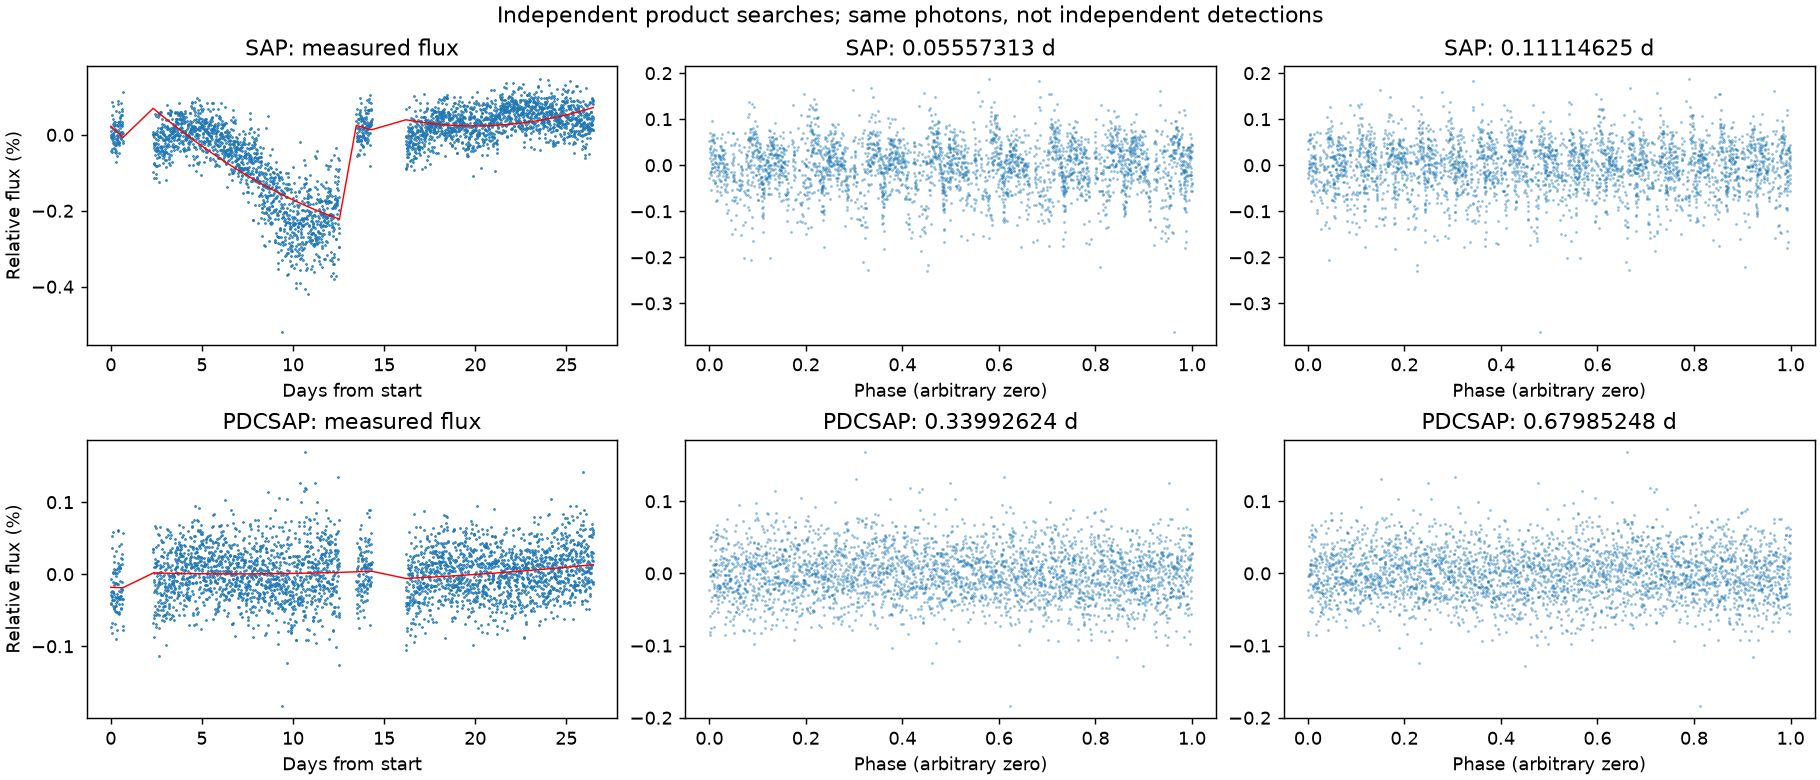 Independent product searches; same photons, not independent detections
SAP: measured flux
SAP: 0.05557313 d
SAP: 0.11114625 d
Relative flux (%)
0.0
−0.2
−0.4
0 5 10 15 20 25
Days from start
0.2
0.1
0.0
−0.1
−0.2
−0.3
0.0 0.2 0.4 0.6 0.8 1.0
Phase (arbitrary zero)
0.2
0.1
0.0
−0.1
−0.2
−0.3
0.0 0.2 0.4 0.6 0.8 1.0
Phase (arbitrary zero)
PDCSAP: measured flux
PDCSAP: 0.33992624 d
PDCSAP: 0.67985248 d
Relative flux (%)
0.1
0.0
−0.1
0 5 10 15 20 25
Days from start
0.1
0.0
−0.1
−0.2
0.0 0.2 0.4 0.6 0.8 1.0
Phase (arbitrary zero)
0.1
0.0
−0.1
−0.2
0.0 0.2 0.4 0.6 0.8 1.0
Phase (arbitrary zero)